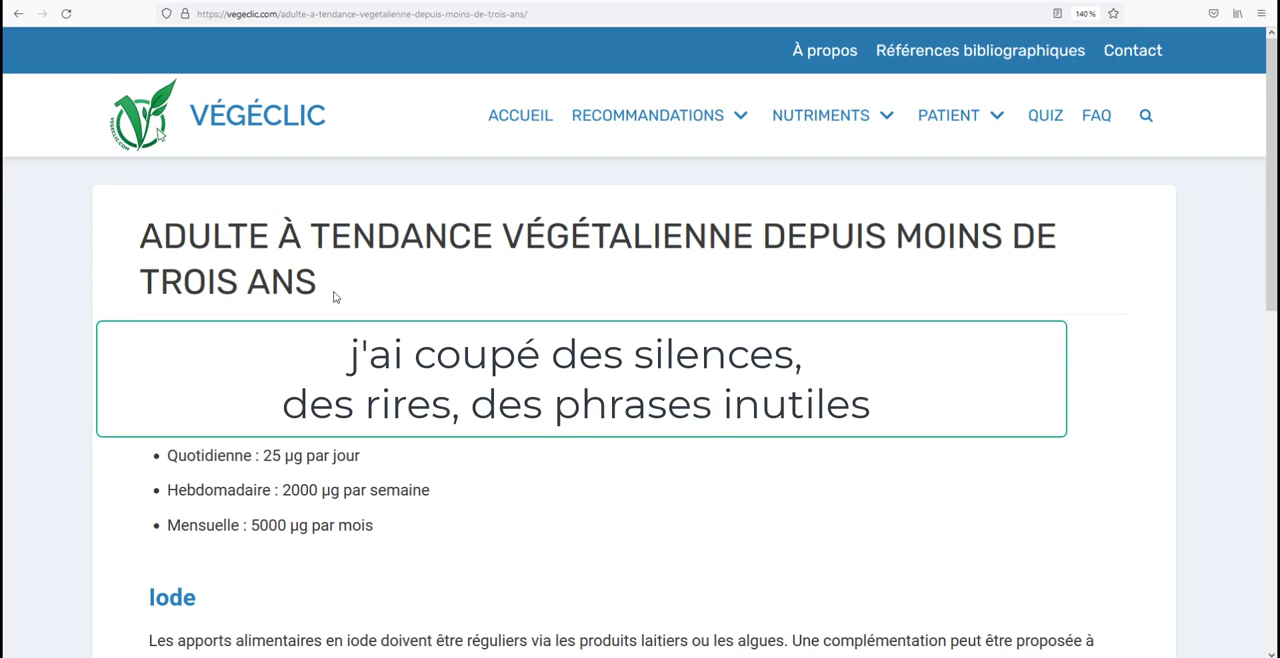 https://vegeclic.com/adulte-a-tendance-vegetalienne-depuis-moins-de-trois-ans/
140 %
À propos Références bibliographiques Contact
VÉGÉCLIC
ACCUEIL RECOMMANDATIONS NUTRIMENTS PATIENT QUIZ FAQ
ADULTE À TENDANCE VÉGÉTALIENNE DEPUIS MOINS DE
TROIS ANS
j'ai coupé des silences,
des rires, des phrases inutiles
• Quotidienne : 25 µg par jour
• Hebdomadaire : 2000 µg par semaine
• Mensuelle : 5000 µg par mois
Iode
Les apports alimentaires en iode doivent être réguliers via les produits laitiers ou les algues. Une complémentation peut être proposée à